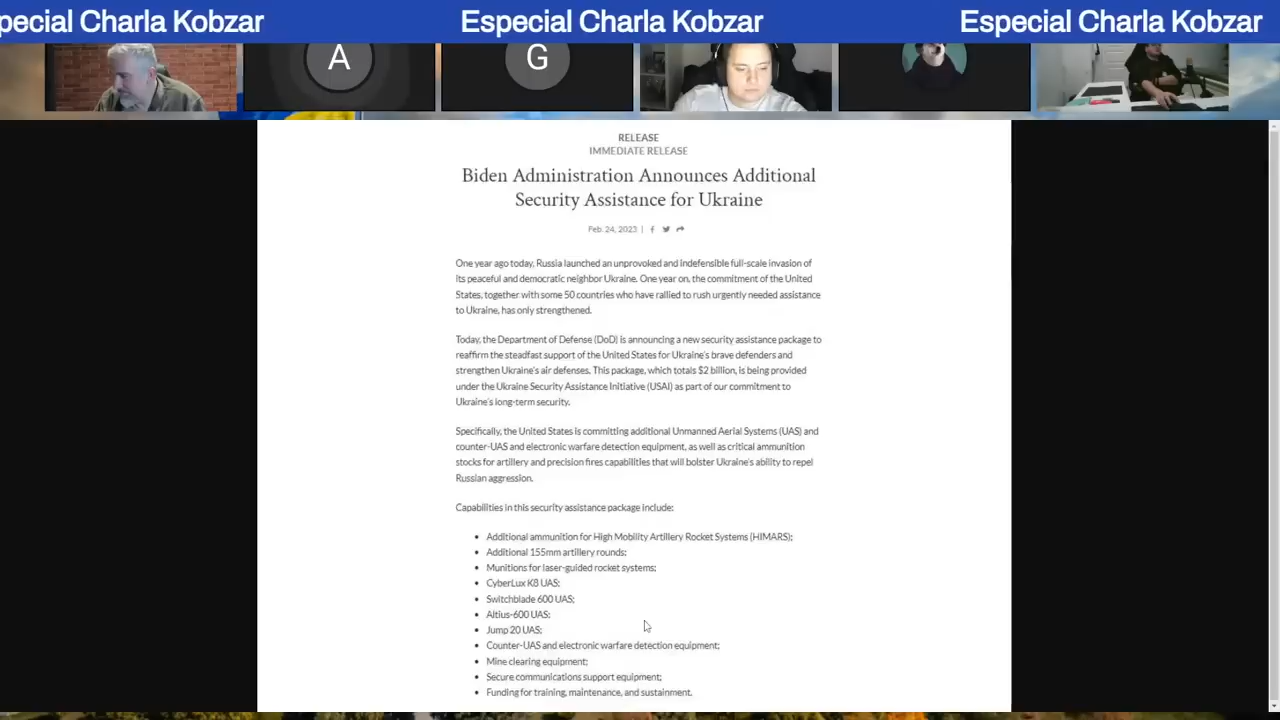 pecial Charla Kobzar
Especial Charla Kobzar
Especial Charla Kobzar
A
G
RELEASE
IMMEDIATE RELEASE
Biden Administration Announces Additional
Security Assistance for Ukraine
Feb. 24, 2023 |
One year ago today, Russia launched an unprovoked and indefensible full-scale invasion of
its peaceful and democratic neighbor Ukraine. One year on, the commitment of the United
States, together with some 50 countries who have rallied to rush urgently needed assistance
to Ukraine, has only strengthened.
Today, the Department of Defense (DoD) is announcing a new security assistance package to
reaffirm the steadfast support of the United States for Ukraine's brave defenders and
strengthen Ukraine's air defenses. This package, which totals $2 billion, is being provided
under the Ukraine Security Assistance Initiative (USAI) as part of our commitment to
Ukraine's long-term security.
Specifically, the United States is committing additional Unmanned Aerial Systems (UAS) and
counter-UAS and electronic warfare detection equipment, as well as critical ammunition
stocks for artillery and precision fires capabilities that will bolster Ukraine's ability to repel
Russian aggression.
Capabilities in this security assistance package include:
• Additional ammunition for High Mobility Artillery Rocket Systems (HIMARS);
• Additional 155mm artillery rounds;
• Munitions for laser-guided rocket systems;
• CyberLux K8 UAS;
• Switchblade 600 UAS;
• Altius-600 UAS;
• Jump 20 UAS;
• Counter-UAS and electronic warfare detection equipment;
• Mine clearing equipment;
• Secure communications support equipment;
• Funding for training, maintenance, and sustainment.